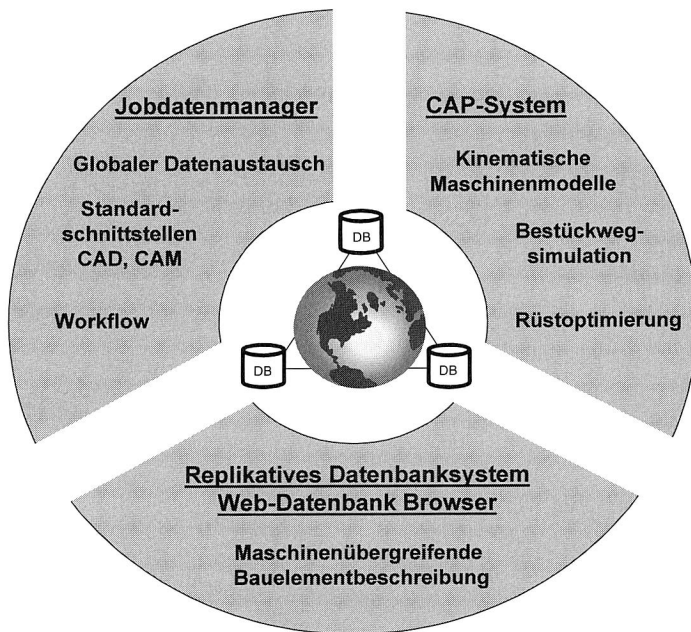 Jobdatenmanager
Globaler Datenaustausch
Standard-
schnittstellen
CAD, CAM
Workflow
CAP-System
Kinematische
Maschinenmodelle
Bestückweg-
simulation
Rüstoptimierung
DB
DB
DB
Replikatives Datenbanksystem
Web-Datenbank Browser
Maschinenübergreifende
Bauelementbeschreibung